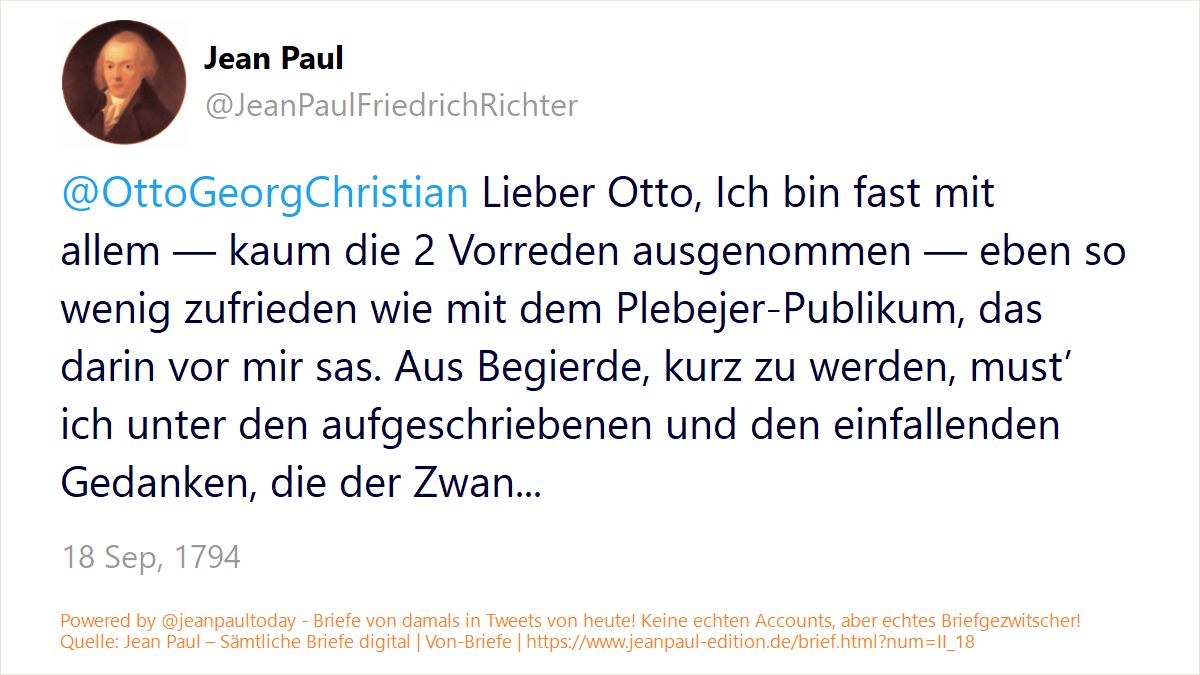 Jean Paul
@JeanPaulFriedrichRichter
@OttoGeorgChristian Lieber Otto, Ich bin fast mit
allem — kaum die 2 Vorreden ausgenommen — eben so
wenig zufrieden wie mit dem Plebejer-Publikum, das
darin vor mir sas. Aus Begierde, kurz zu werden, must’
ich unter den aufgeschriebenen und den einfallenden
Gedanken, die der Zwan...
18 Sep, 1794
Powered by @jeanpaultoday - Briefe von damals in Tweets von heute! Keine echten Accounts, aber echtes Briefgezwitscher!
Quelle: Jean Paul – Sämtliche Briefe digital | Von-Briefe | https://www.jeanpaul-edition.de/brief.html?num=II_18